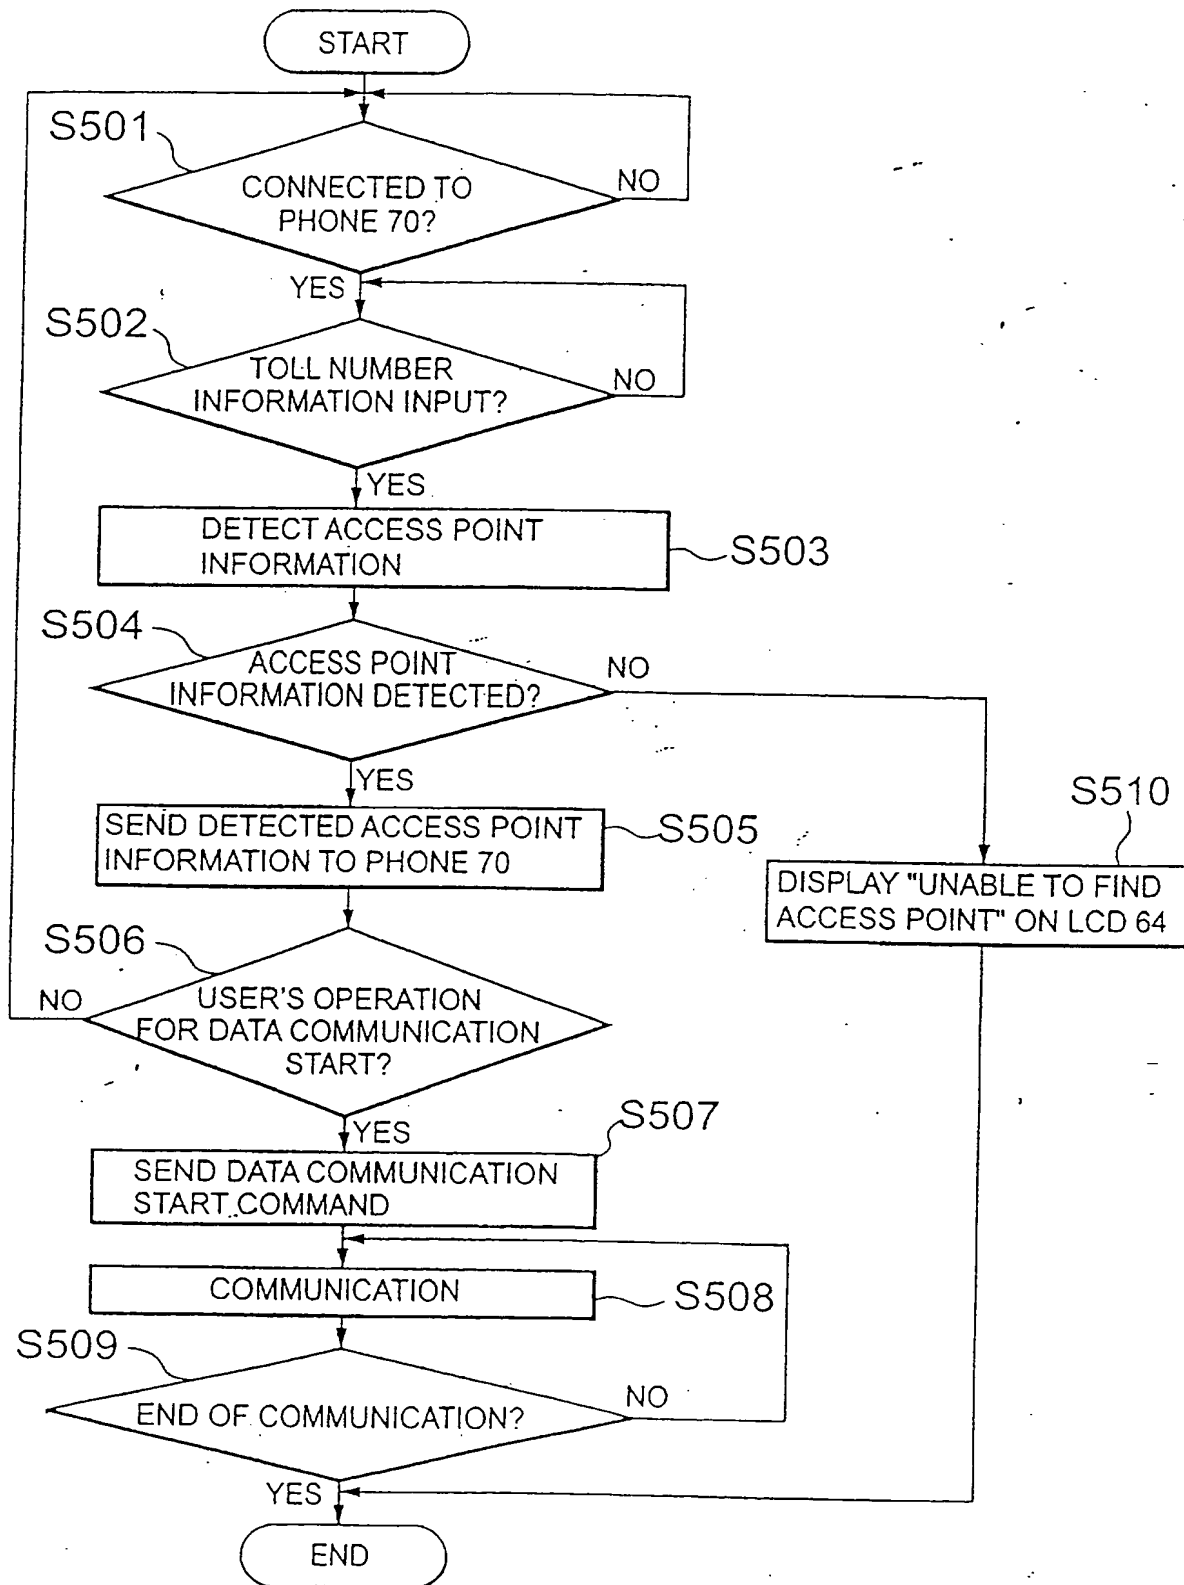 START
S501
CONNECTED TO
PHONE 70?
NO
YES
S502
TOLL NUMBER
INFORMATION INPUT?
NO
YES
DETECT ACCESS POINT
INFORMATION
S503
S504
ACCESS POINT
INFORMATION DETECTED?
NO
YES
SEND DETECTED ACCESS POINT
INFORMATION TO PHONE 70
S505
S510
DISPLAY "UNABLE TO FIND
ACCESS POINT" ON LCD 64
S506
NO
USER'S OPERATION
FOR DATA COMMUNICATION
START?
YES
S507
SEND DATA COMMUNICATION
START COMMAND
COMMUNICATION
S508
S509
END OF COMMUNICATION?
NO
YES
END